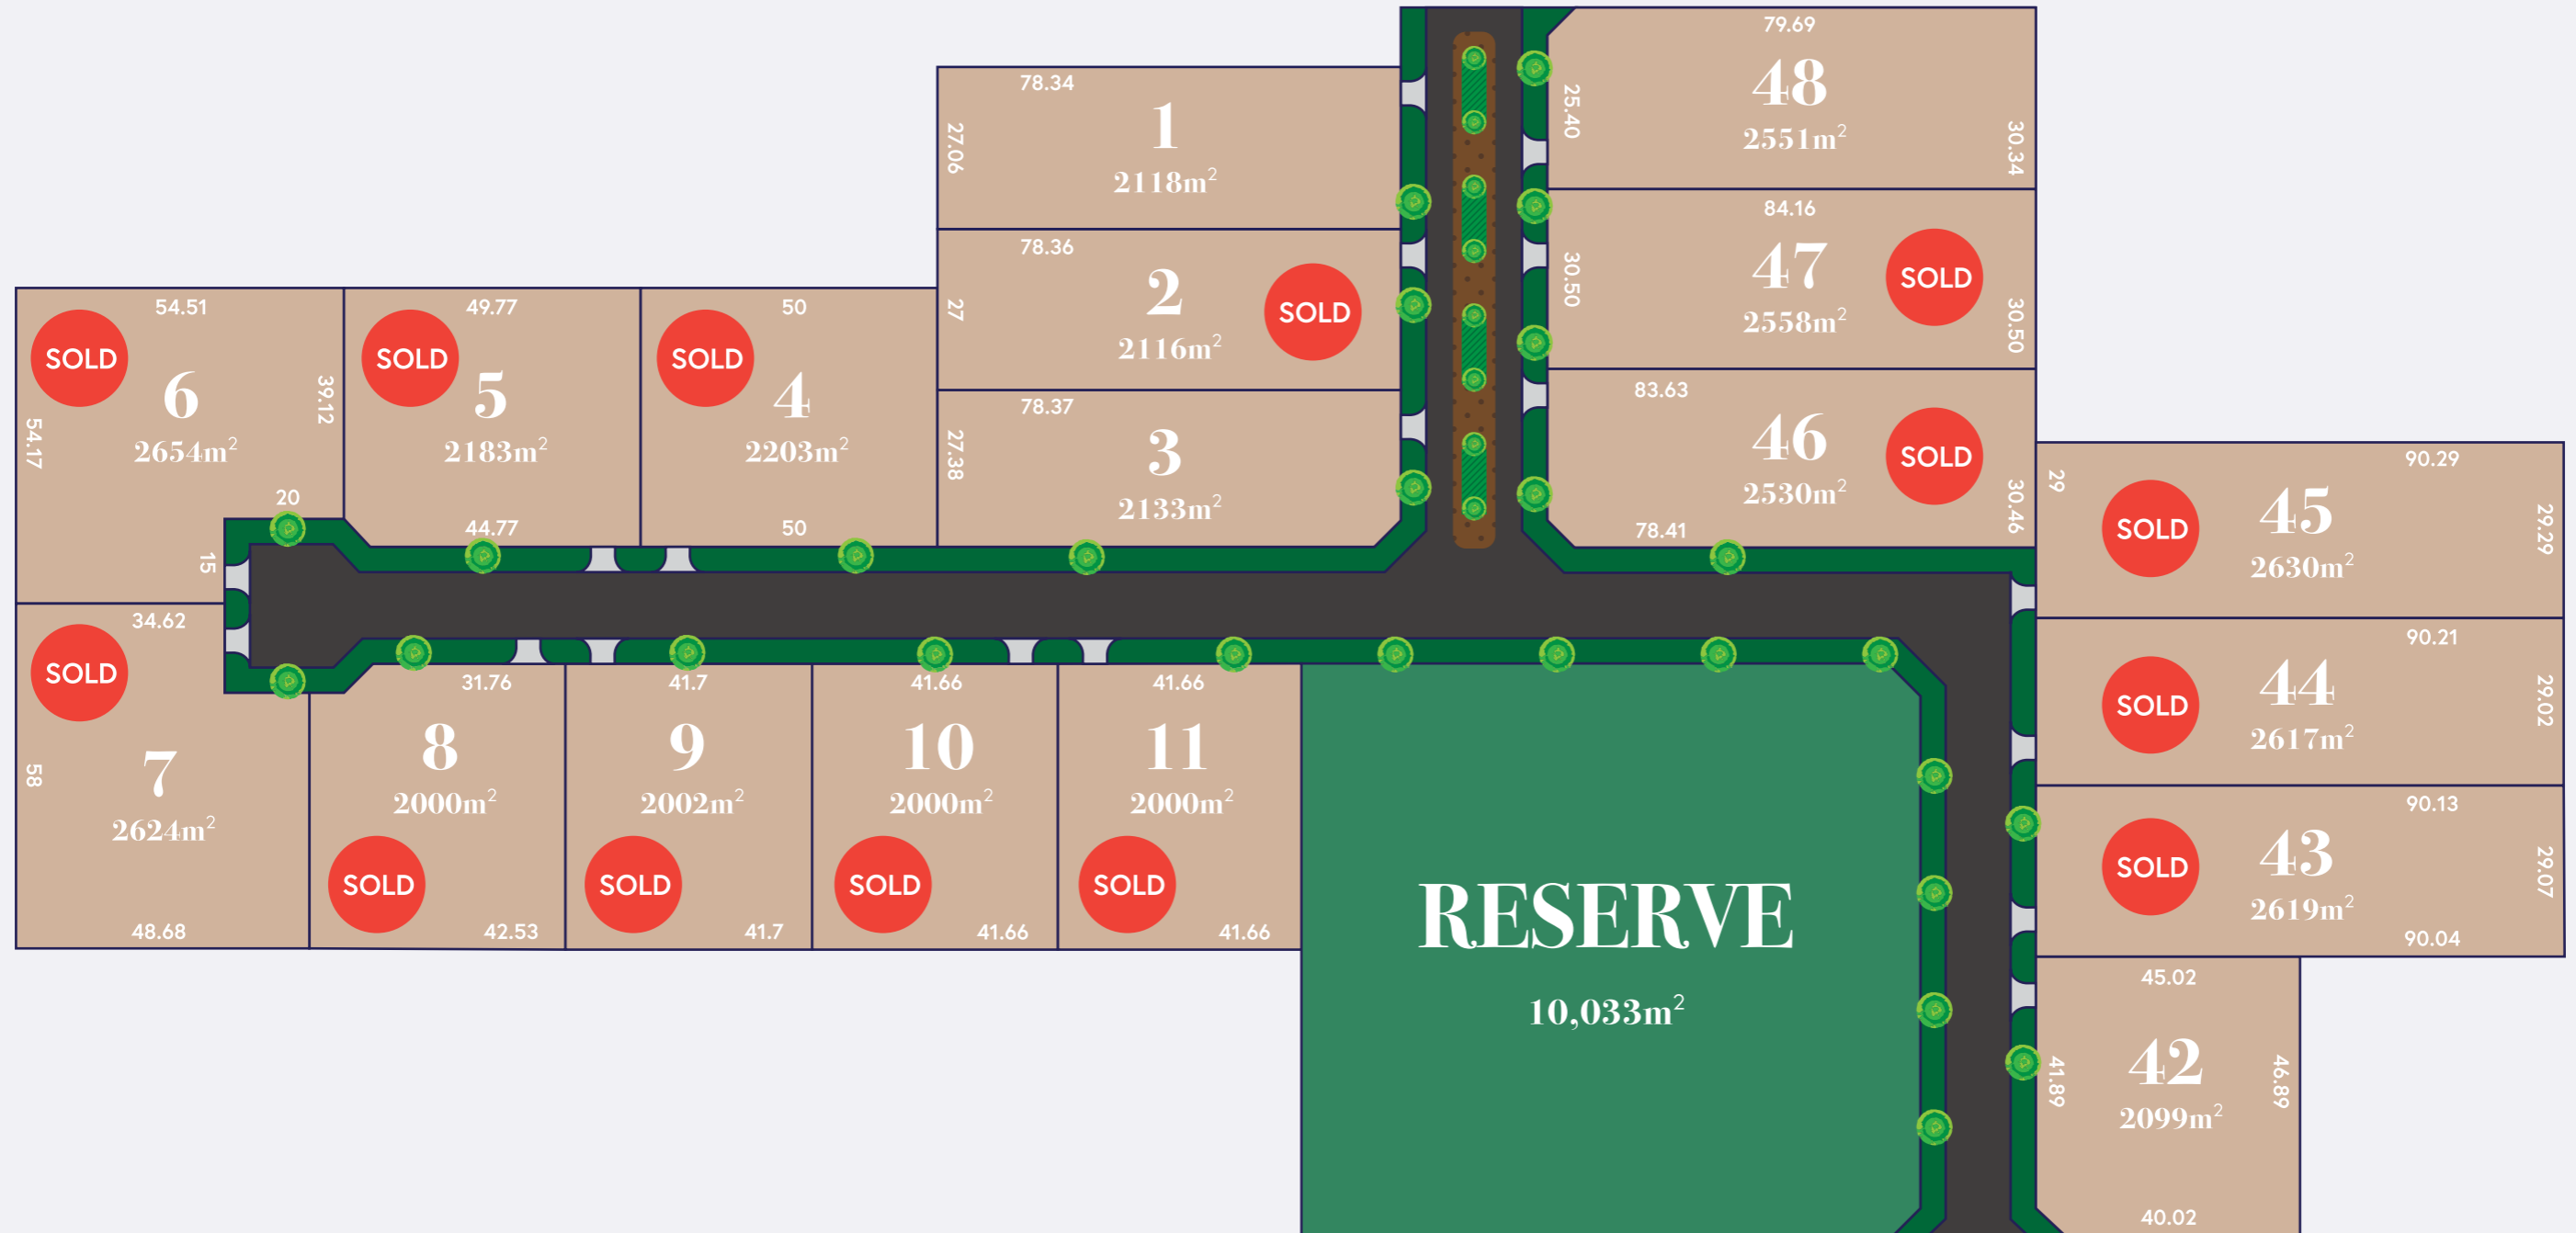 79.69
48
2551m²
25.40
30.34
78.34
1
2118m²
27.06
78.36
2
2116m²
27
SOLD
78.37
3
2133m²
27.38
84.16
47
2558m²
30.50
30.50
SOLD
83.63
46
2530m²
78.41
30.46
SOLD
54.51
SOLD
6
2654m²
54.17
39.12
20
15
49.77
SOLD
5
2183m²
44.77
50
SOLD
4
2203m²
50
90.29
29
SOLD
45
2630m²
29.29
90.21
SOLD
44
2617m²
29.02
90.13
SOLD
43
2619m²
29.07
90.04
34.62
SOLD
7
2624m²
58
48.68
31.76
8
2000m²
SOLD
42.53
41.7
9
2002m²
SOLD
41.7
41.66
10
2000m²
SOLD
41.66
41.66
11
2000m²
SOLD
41.66
RESERVE
10,033m²
45.02
42
2099m²
41.89
46.89
40.02